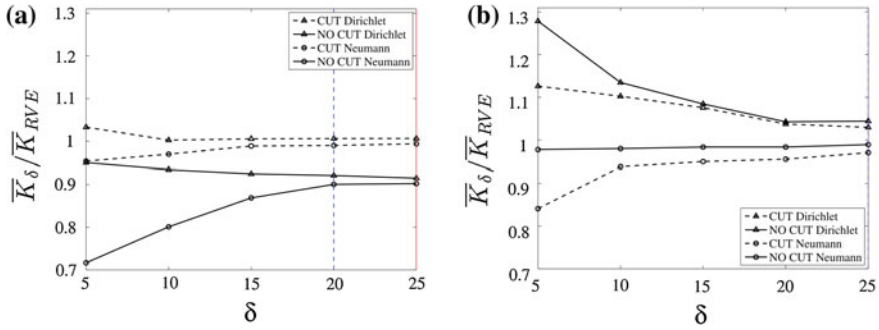 (a)
1.3
1.2
1.1
1
0.9
0.8
0.7
5
10
15
20
25
δ
K̅δ/K̅RVE
CUT Dirichlet
NO CUT Dirichlet
CUT Neumann
NO CUT Neumann
(b)
1.3
1.2
1.1
1
0.9
0.8
0.7
5
10
15
20
25
δ
K̅δ/K̅RVE
CUT Dirichlet
NO CUT Dirichlet
CUT Neumann
NO CUT Neumann